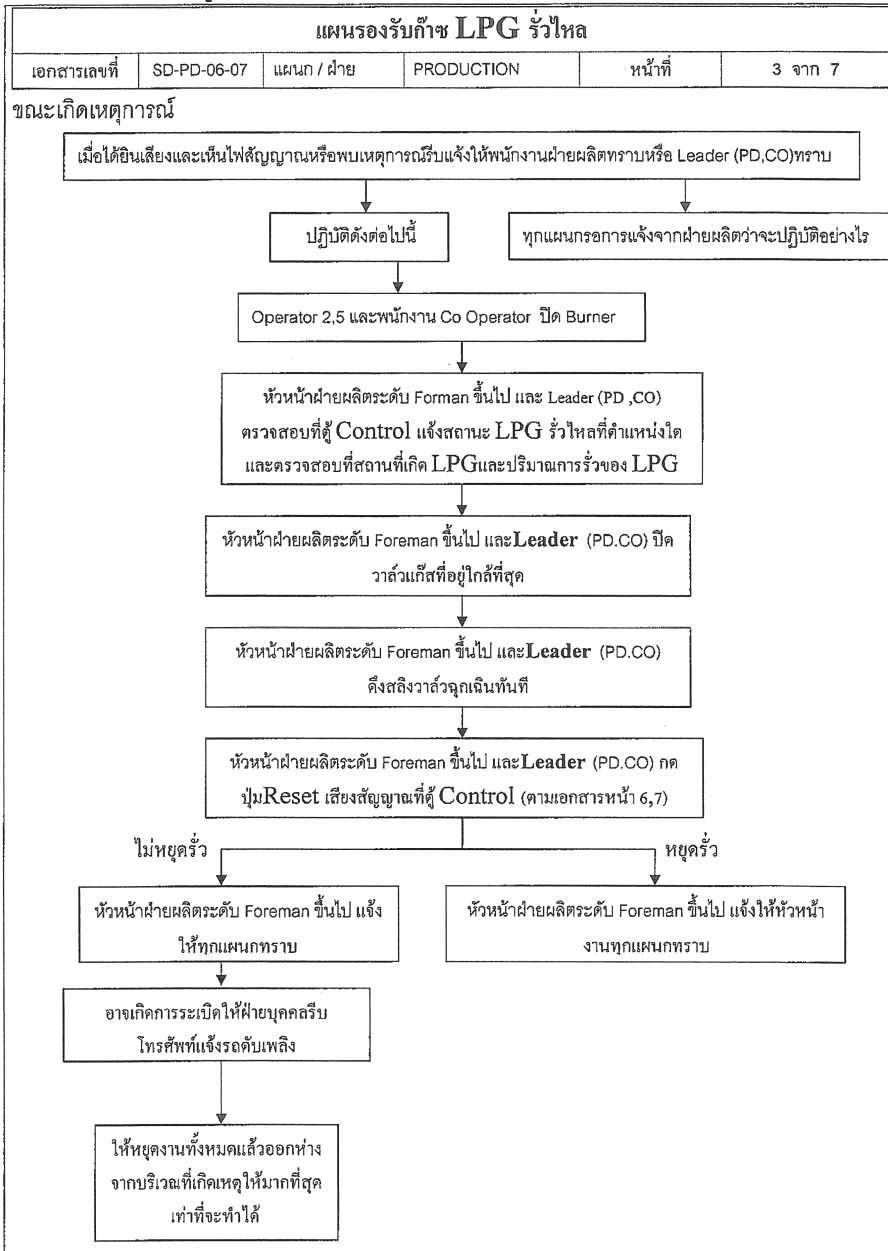 แผนรองรับก๊าซ LPG รั่วไหล
เอกสารเลขที่ SD-PD-06-07 แผนก / ฝ่าย PRODUCTION หน้าที่ 3 จาก 7
ขณะเกิดเหตุการณ์
เมื่อได้ยินเสียงและเห็นไฟสัญญาณหรือพบเหตุการณ์รีบแจ้งให้พนักงานฝ่ายผลิตทราบหรือ Leader (PD,CO)ทราบ
ปฏิบัติดังต่อไปนี้
ทุกแผนกรอการแจ้งจากฝ่ายผลิตว่าจะปฏิบัติอย่างไร
Operator 2,5 และพนักงาน Co Operator ปิด Burner
หัวหน้าฝ่ายผลิตระดับ Forman ขึ้นไป และ Leader (PD ,CO)
ตรวจสอบที่ตู้ Control แจ้งสถานะ LPG รั่วไหลที่ตำแหน่งใด
และตรวจสอบที่สถานที่เกิด LPGและปริมาณการรั่วของ LPG
หัวหน้าฝ่ายผลิตระดับ Foreman ขึ้นไป และLeader (PD.CO) ปิด
วาล์วแก๊สที่อยู่ใกล้ที่สุด
หัวหน้าฝ่ายผลิตระดับ Foreman ขึ้นไป และLeader (PD.CO)
ดึงสลิงวาล์วฉุกเฉินทันที
หัวหน้าฝ่ายผลิตระดับ Foreman ขึ้นไป และLeader (PD.CO) กด
ปุ่มReset เสียงสัญญาณที่ตู้ Control (ตามเอกสารหน้า 6,7)
ไม่หยุดรั่ว
หยุดรั่ว
หัวหน้าฝ่ายผลิตระดับ Foreman ขึ้นไป แจ้ง
ให้ทุกแผนกทราบ
หัวหน้าฝ่ายผลิตระดับ Foreman ขึ้นไป แจ้งให้หัวหน้า
งานทุกแผนกทราบ
อาจเกิดการระเบิดให้ฝ่ายบุคคลรีบ
โทรศัพท์แจ้งรถดับเพลิง
ให้หยุดงานทั้งหมดแล้วออกห่าง
จากบริเวณที่เกิดเหตุให้มากที่สุด
เท่าที่จะทำได้